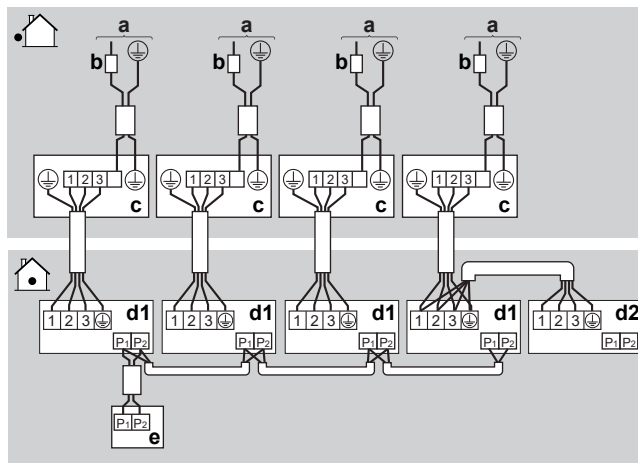 a a a a
b b b b
1 2 3 1 2 3 1 2 3 1 2 3
c c c c
d1 d1 d1 d1 d2
1 2 3 1 2 3 1 2 3 1 2 3 1 2 3
P1 P2 P1 P2 P1 P2 P1 P2 P1 P2
P1 P2
e